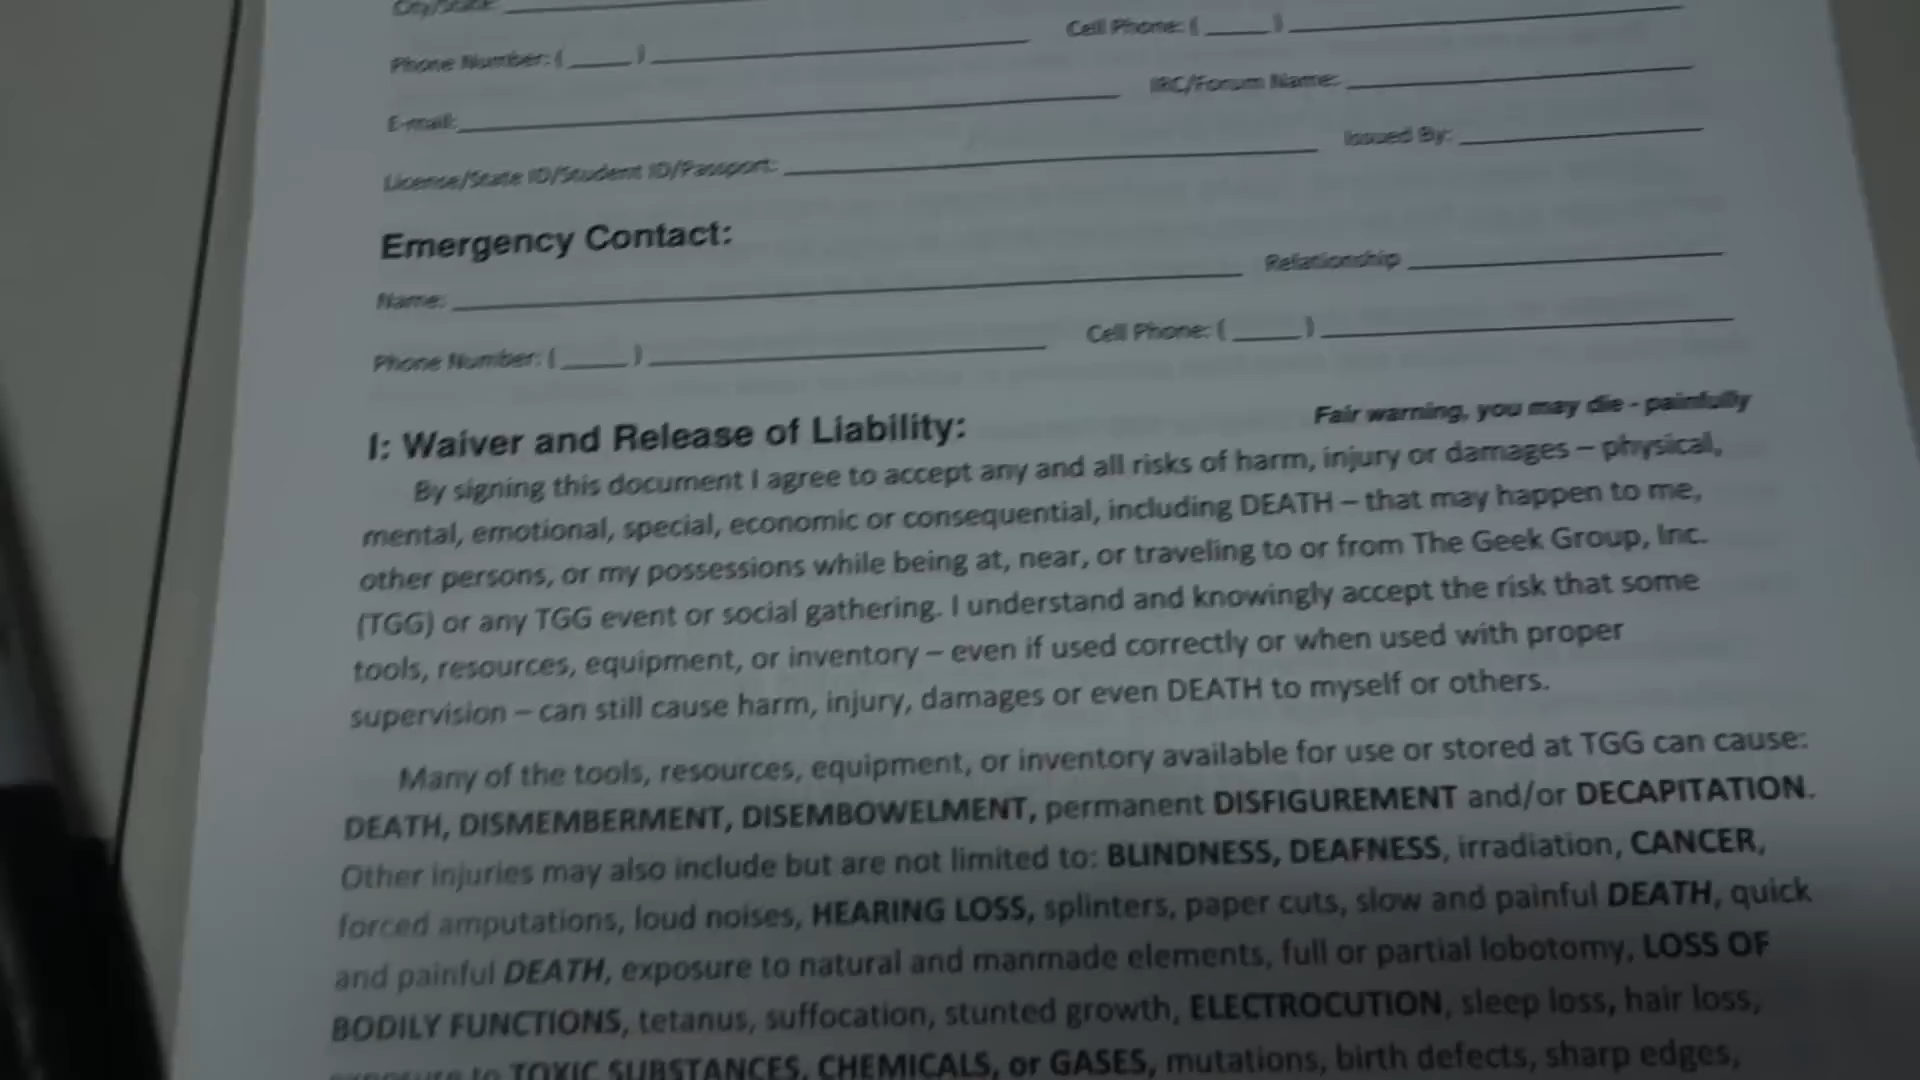 City/State:
Phone Number: ( ) Cell Phone: ( )
E-mail: IRC/Forum Name:
License/State ID/Student ID/Passport: Issued By:
Emergency Contact:
Name: Relationship
Phone Number: ( ) Cell Phone: ( )
I: Waiver and Release of Liability: Fair warning, you may die - painfully
By signing this document I agree to accept any and all risks of harm, injury or damages – physical,
mental, emotional, special, economic or consequential, including DEATH – that may happen to me,
other persons, or my possessions while being at, near, or traveling to or from The Geek Group, Inc.
(TGG) or any TGG event or social gathering. I understand and knowingly accept the risk that some
tools, resources, equipment, or inventory – even if used correctly or when used with proper
supervision – can still cause harm, injury, damages or even DEATH to myself or others.
Many of the tools, resources, equipment, or inventory available for use or stored at TGG can cause:
DEATH, DISMEMBERMENT, DISEMBOWELMENT, permanent DISFIGUREMENT and/or DECAPITATION.
Other injuries may also include but are not limited to: BLINDNESS, DEAFNESS, irradiation, CANCER,
forced amputations, loud noises, HEARING LOSS, splinters, paper cuts, slow and painful DEATH, quick
and painful DEATH, exposure to natural and manmade elements, full or partial lobotomy, LOSS OF
BODILY FUNCTIONS, tetanus, suffocation, stunted growth, ELECTROCUTION, sleep loss, hair loss,
exposure to TOXIC SUBSTANCES, CHEMICALS, or GASES, mutations, birth defects, sharp edges,